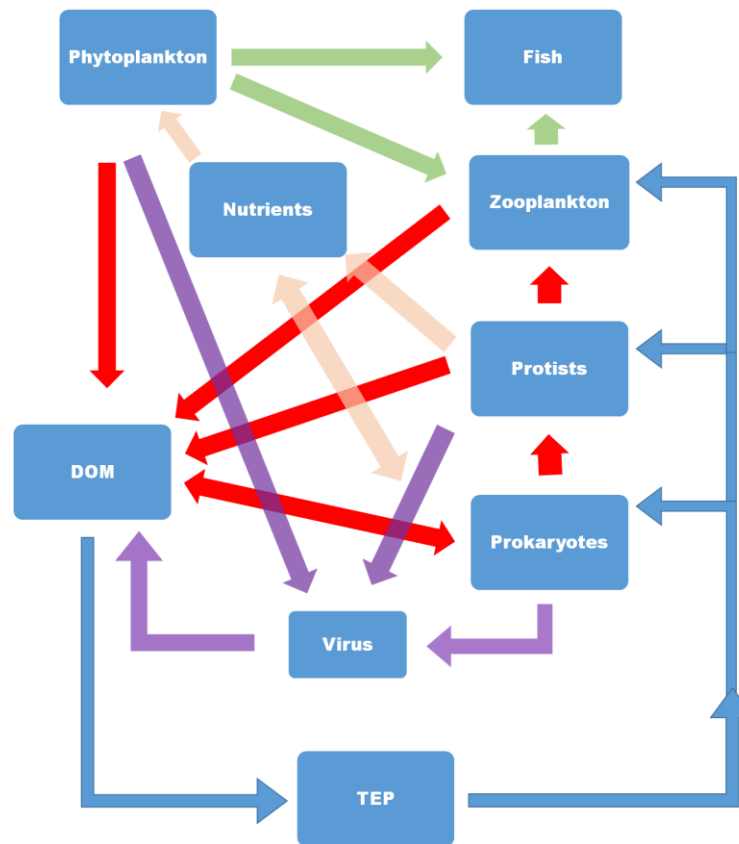 Phytoplankton
Fish
Nutrients
Zooplankton
Protists
DOM
Prokaryotes
Virus
TEP